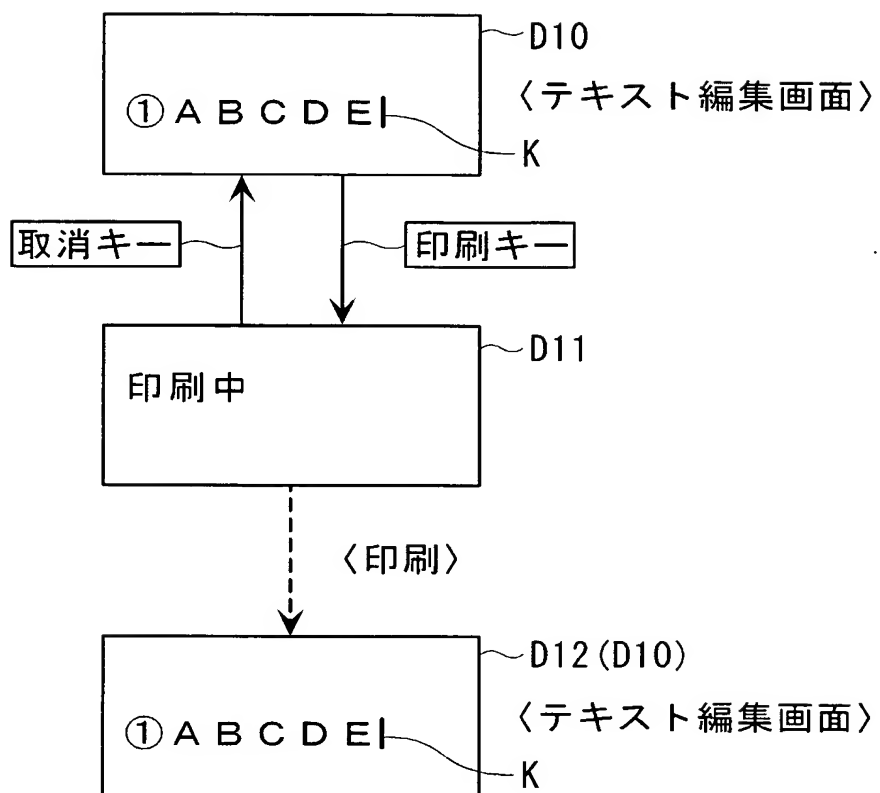 D10
〈テキスト編集画面〉
①ABCDE
K
取消キー
印刷キー
D11
印刷中
〈印刷〉
D12(D10)
〈テキスト編集画面〉
①ABCDE
K